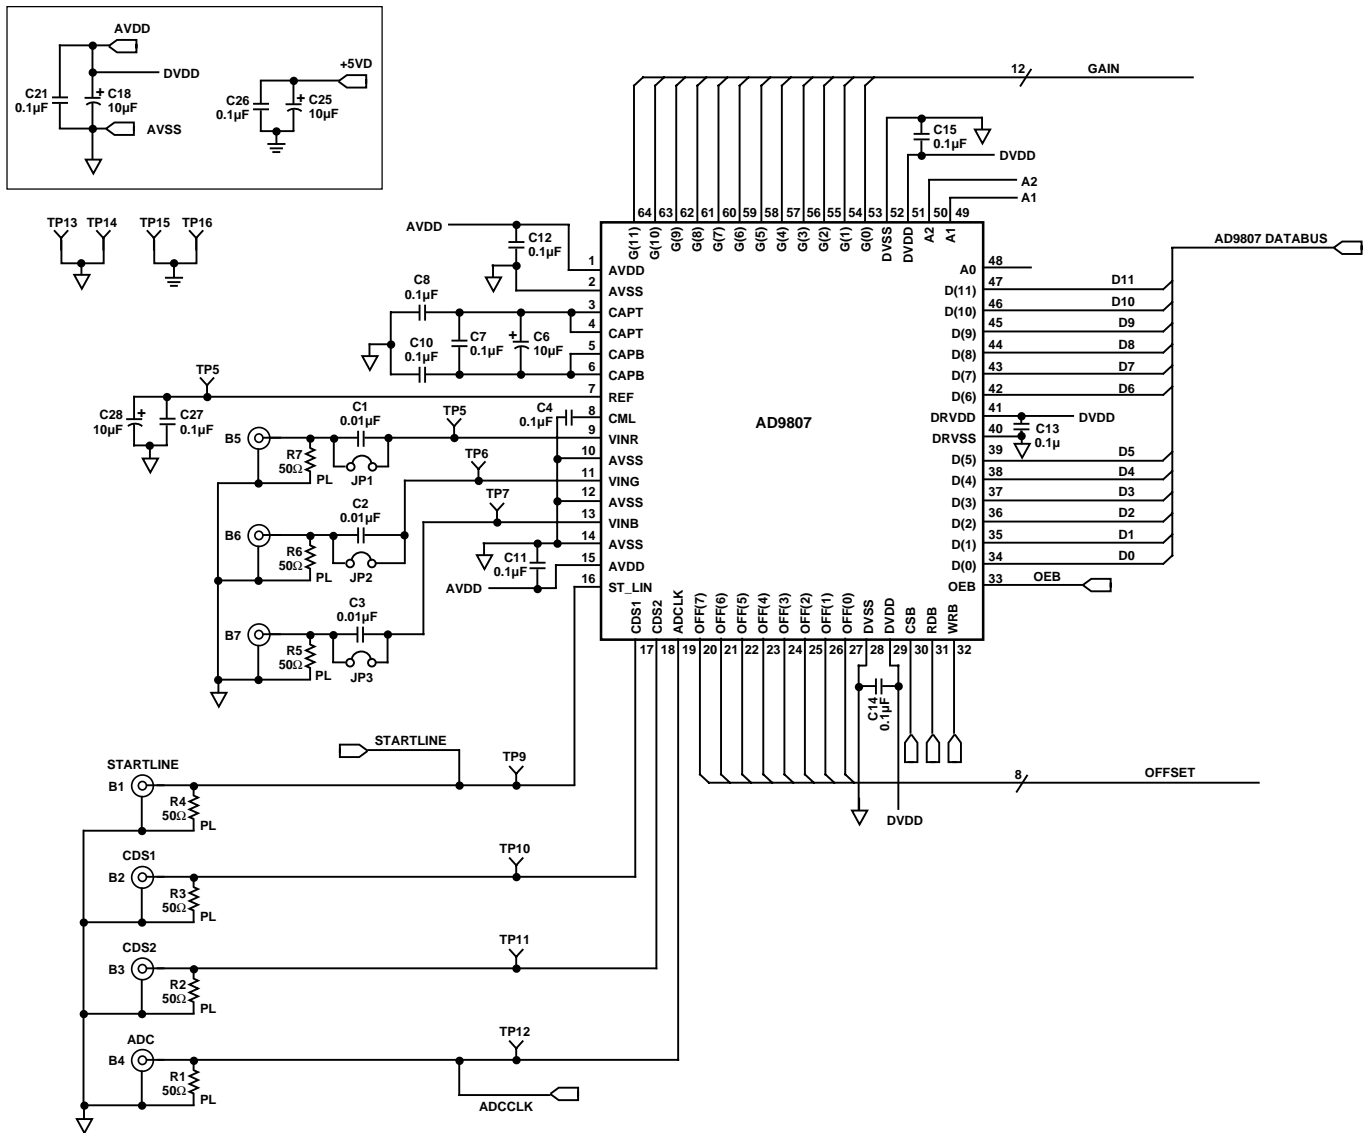 AVDD
DVDD
C21
0.1µF
C18
10µF
AVSS
+5VD
C26
0.1µF
C25
10µF
TP13 TP14
TP15 TP16
12
GAIN
C15
0.1µF
DVDD
A2
A1
64 63 62 61 60 59 58 57 56 55 54 53 52 51 50 49
G(11) G(10) G(9) G(8) G(7) G(6) G(5) G(4) G(3) G(2) G(1) G(0) DVSS DVDD A2 A1
AVDD
C12
0.1µF
C8
0.1µF
C10
0.1µF
C7
0.1µF
C6
10µF
TP5
C28
10µF
C27
0.1µF
C4
0.1µF
1 AVDD
2 AVSS
3 CAPT
4 CAPT
5 CAPB
6 CAPB
7 REF
8 CML
9 VINR
10 AVSS
11 VING
12 AVSS
13 VINB
14 AVSS
15 AVDD
16 ST_LIN
AD9807
AD9807 DATABUS
A0 48
D(11) 47 D11
D(10) 46 D10
D(9) 45 D9
D(8) 44 D8
D(7) 43 D7
D(6) 42 D6
DRVDD 41 DVDD
DRVSS 40
C13
0.1µ
D(5) 39 D5
D(4) 38 D4
D(3) 37 D3
D(2) 36 D2
D(1) 35 D1
D(0) 34 D0
OEB 33 OEB
B5
R7
50Ω
PL
C1
0.01µF
JP1
TP5
TP6
TP7
B6
R6
50Ω
PL
C2
0.01µF
JP2
C11
0.1µF
AVDD
B7
R5
50Ω
PL
C3
0.01µF
JP3
CDS1 CDS2 ADCLK OFF(7) OFF(6) OFF(5) OFF(4) OFF(3) OFF(2) OFF(1) OFF(0) DVSS DVDD CSB RDB WRB
17 18 19 20 21 22 23 24 25 26 27 28 29 30 31 32
C14
0.1µF
DVDD
8
OFFSET
STARTLINE
TP9
STARTLINE
B1
R4
50Ω
PL
CDS1
B2
R3
50Ω
PL
TP10
CDS2
B3
R2
50Ω
PL
TP11
ADC
B4
R1
50Ω
PL
TP12
ADCCLK